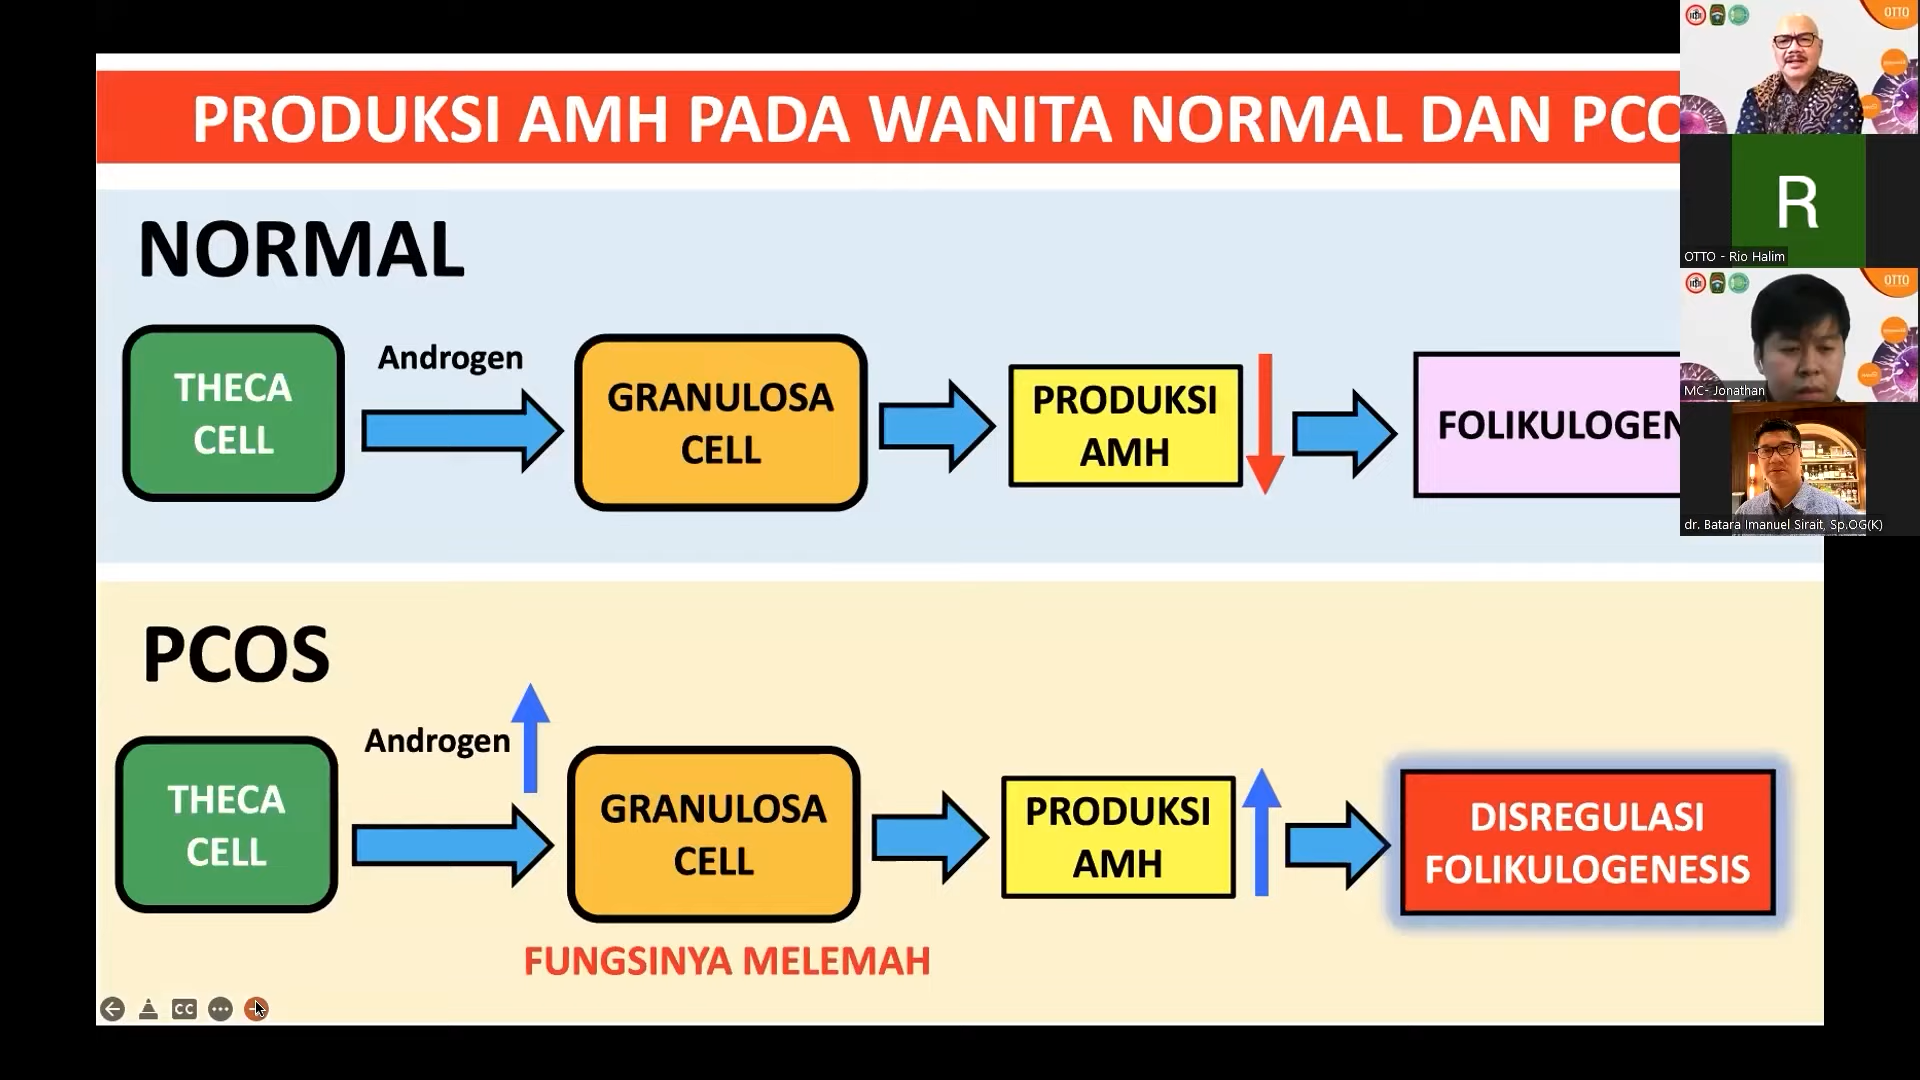 PRODUKSI AMH PADA WANITA NORMAL DAN PCO
NORMAL
THECA
CELL
Androgen
GRANULOSA
CELL
PRODUKSI
AMH
FOLIKULOGEN
PCOS
THECA
CELL
Androgen
GRANULOSA
CELL
FUNGSINYA MELEMAH
PRODUKSI
AMH
DISREGULASI
FOLIKULOGENESIS
CC
OTTO
R
OTTO - Rio Halim
OTTO
MC- Jonathan
dr. Batara Imanuel Sirait, Sp.OG(K)